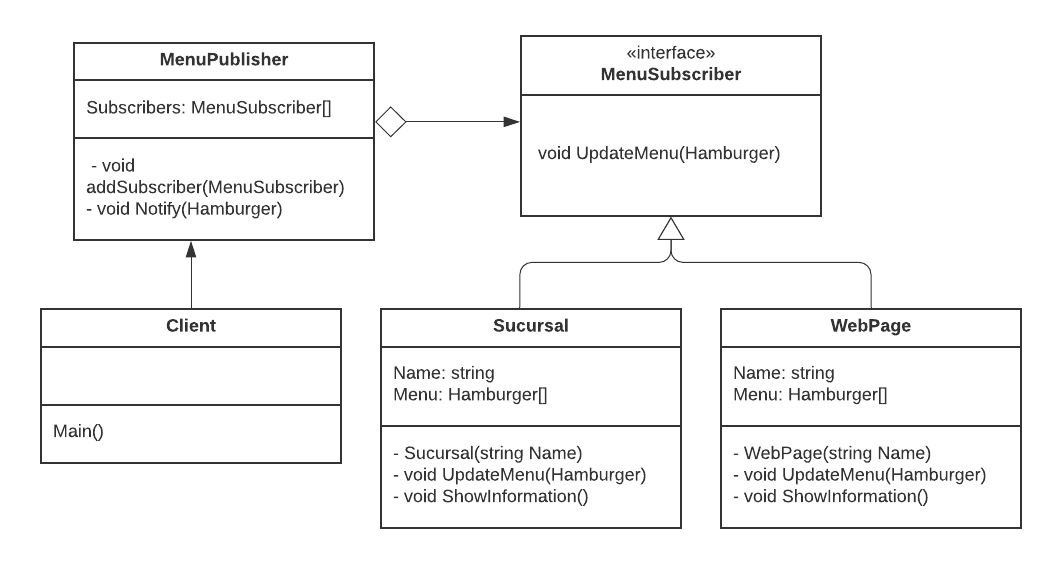 MenuPublisher
Subscribers: MenuSubscriber[]
- void
addSubscriber(MenuSubscriber)
- void Notify(Hamburger)
«interface»
MenuSubscriber
void UpdateMenu(Hamburger)
Client
Main()
Sucursal
Name: string
Menu: Hamburger[]
- Sucursal(string Name)
- void UpdateMenu(Hamburger)
- void ShowInformation()
WebPage
Name: string
Menu: Hamburger[]
- WebPage(string Name)
- void UpdateMenu(Hamburger)
- void ShowInformation()